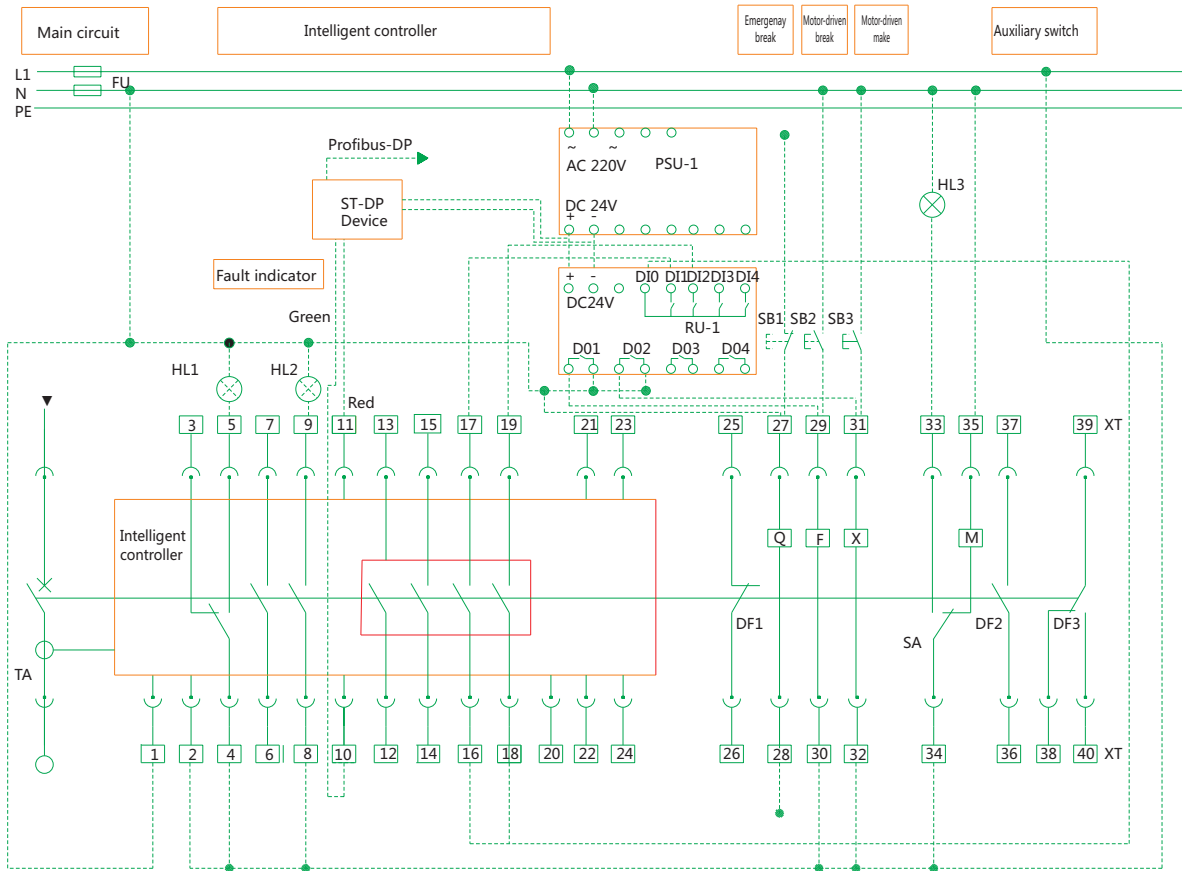 Main circuit
Intelligent controller
Emergenay
break
Motor-driven
break
Motor-driven
make
Auxiliary switch
L1
FU
N
PE
Profibus-DP
~ ~
AC 220V
PSU-1
DC 24V
+ -
ST-DP
Device
HL3
Fault indicator
+ - DI0 DI1 DI2 DI3 DI4
DC24V
RU-1
Green
SB1 SB2 SB3
D01 D02 D03 D04
HL1
HL2
Red
3 5 7 9 11 13 15 17 19 21 23 25 27 29 31 33 35 37 39 XT
Intelligent
controller
Q F X M
DF1
SA
DF2
DF3
TA
1 2 4 6 8 10 12 14 16 18 20 22 24 26 28 30 32 34 36 38 40 XT